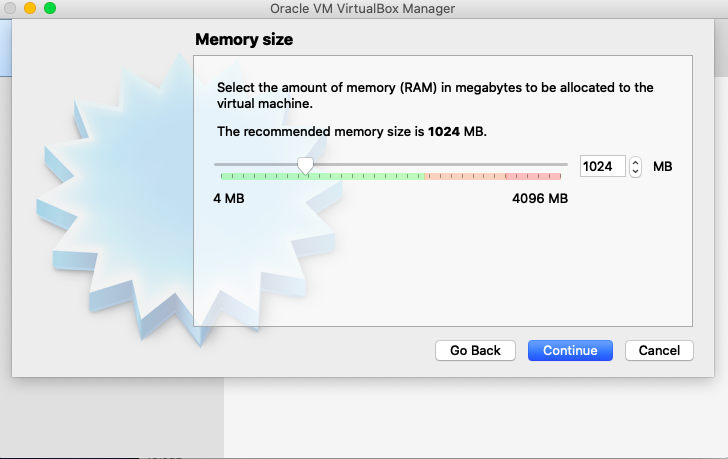 Oracle VM VirtualBox Manager
Memory size
Select the amount of memory (RAM) in megabytes to be allocated to the
virtual machine.
The recommended memory size is 1024 MB.
1024 MB
4 MB 4096 MB
Go Back Continue Cancel